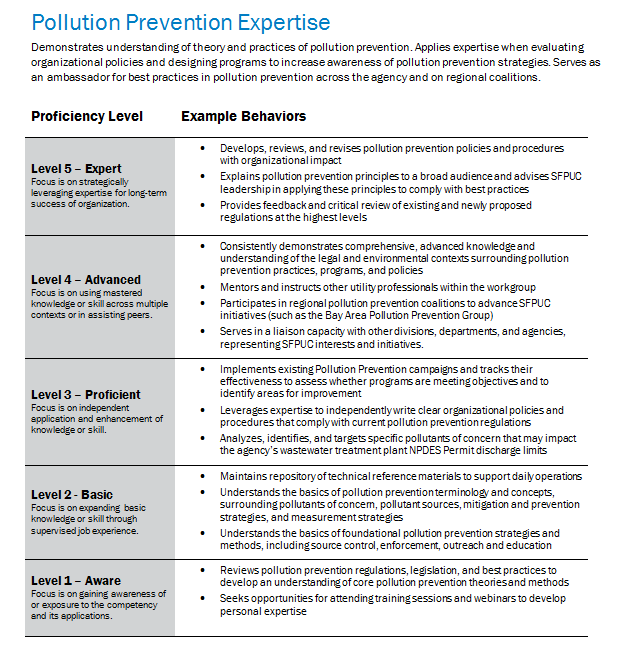 Pollution Prevention Expertise
Demonstrates understanding of theory and practices of pollution prevention. Applies expertise when evaluating
organizational policies and designing programs to increase awareness of pollution prevention strategies. Serves as
an ambassador for best practices in pollution prevention across the agency and on regional coalitions.
Proficiency Level Example Behaviors
Level 5 – Expert
Focus is on strategically
leveraging expertise for long-term
success of organization.
• Develops, reviews, and revises pollution prevention policies and procedures
with organizational impact
• Explains pollution prevention principles to a broad audience and advises SFPUC
leadership in applying these principles to comply with best practices
• Provides feedback and critical review of existing and newly proposed
regulations at the highest levels
Level 4 – Advanced
Focus is on using mastered
knowledge or skill across multiple
contexts or in assisting peers.
• Consistently demonstrates comprehensive, advanced knowledge and
understanding of the legal and environmental contexts surrounding pollution
prevention practices, programs, and policies
• Mentors and instructs other utility professionals within the workgroup
• Participates in regional pollution prevention coalitions to advance SFPUC
initiatives (such as the Bay Area Pollution Prevention Group)
• Serves in a liaison capacity with other divisions, departments, and agencies,
representing SFPUC interests and initiatives.
Level 3 – Proficient
Focus is on independent
application and enhancement of
knowledge or skill.
• Implements existing Pollution Prevention campaigns and tracks their
effectiveness to assess whether programs are meeting objectives and to
identify areas for improvement
• Leverages expertise to independently write clear organizational policies and
procedures that comply with current pollution prevention regulations
• Analyzes, identifies, and targets specific pollutants of concern that may impact
the agency's wastewater treatment plant NPDES Permit discharge limits
Level 2 - Basic
Focus is on expanding basic
knowledge or skill through
supervised job experience.
• Maintains repository of technical reference materials to support daily operations
• Understands the basics of pollution prevention terminology and concepts,
surrounding pollutants of concern, pollutant sources, mitigation and prevention
strategies, and measurement strategies
• Understands the basics of foundational pollution prevention strategies and
methods, including source control, enforcement, outreach and education
Level 1 – Aware
Focus is on gaining awareness of
or exposure to the competency
and its applications.
• Reviews pollution prevention regulations, legislation, and best practices to
develop an understanding of core pollution prevention theories and methods
• Seeks opportunities for attending training sessions and webinars to develop
personal expertise